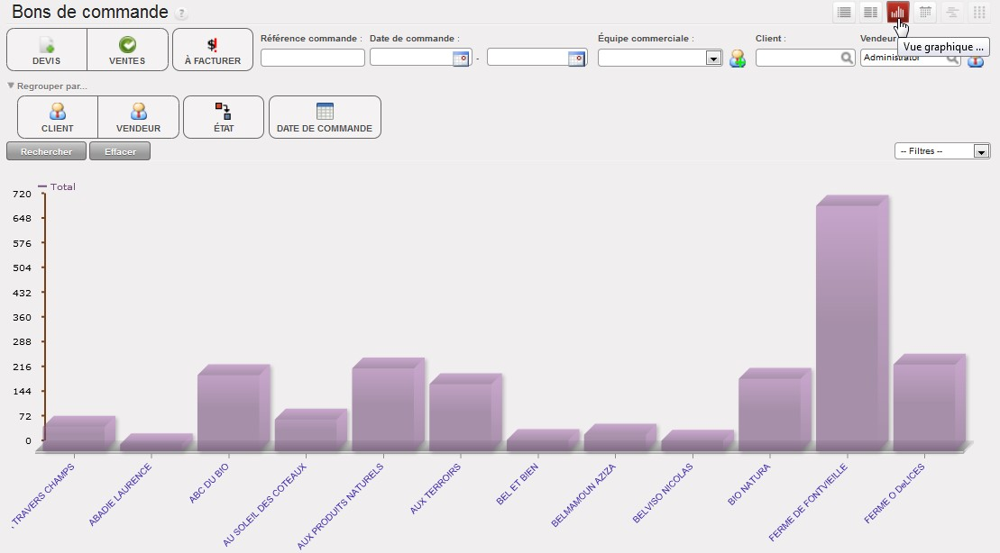 Bons de commande ?
Référence commande : Date de commande : Équipe commerciale : Client : Vendeur
Vue graphique ...
DEVIS VENTES À FACTURER
- Administrator
Regrouper par...
CLIENT VENDEUR ÉTAT DATE DE COMMANDE
Rechercher Effacer
-- Filtres --
Total
720
648
576
504
432
360
288
216
144
72
0
. TRAVERS CHAMPS
ABADIE LAURENCE
ABC DU BIO
AU SOLEIL DES COTEAUX
AUX PRODUITS NATURELS
AUX TERROIRS
BEL ET BIEN
BELMAMOUN AZIZA
BELVISO NICOLAS
BIO NATURA
FERME DE FONTVIEILLE
FERME O DeLICES